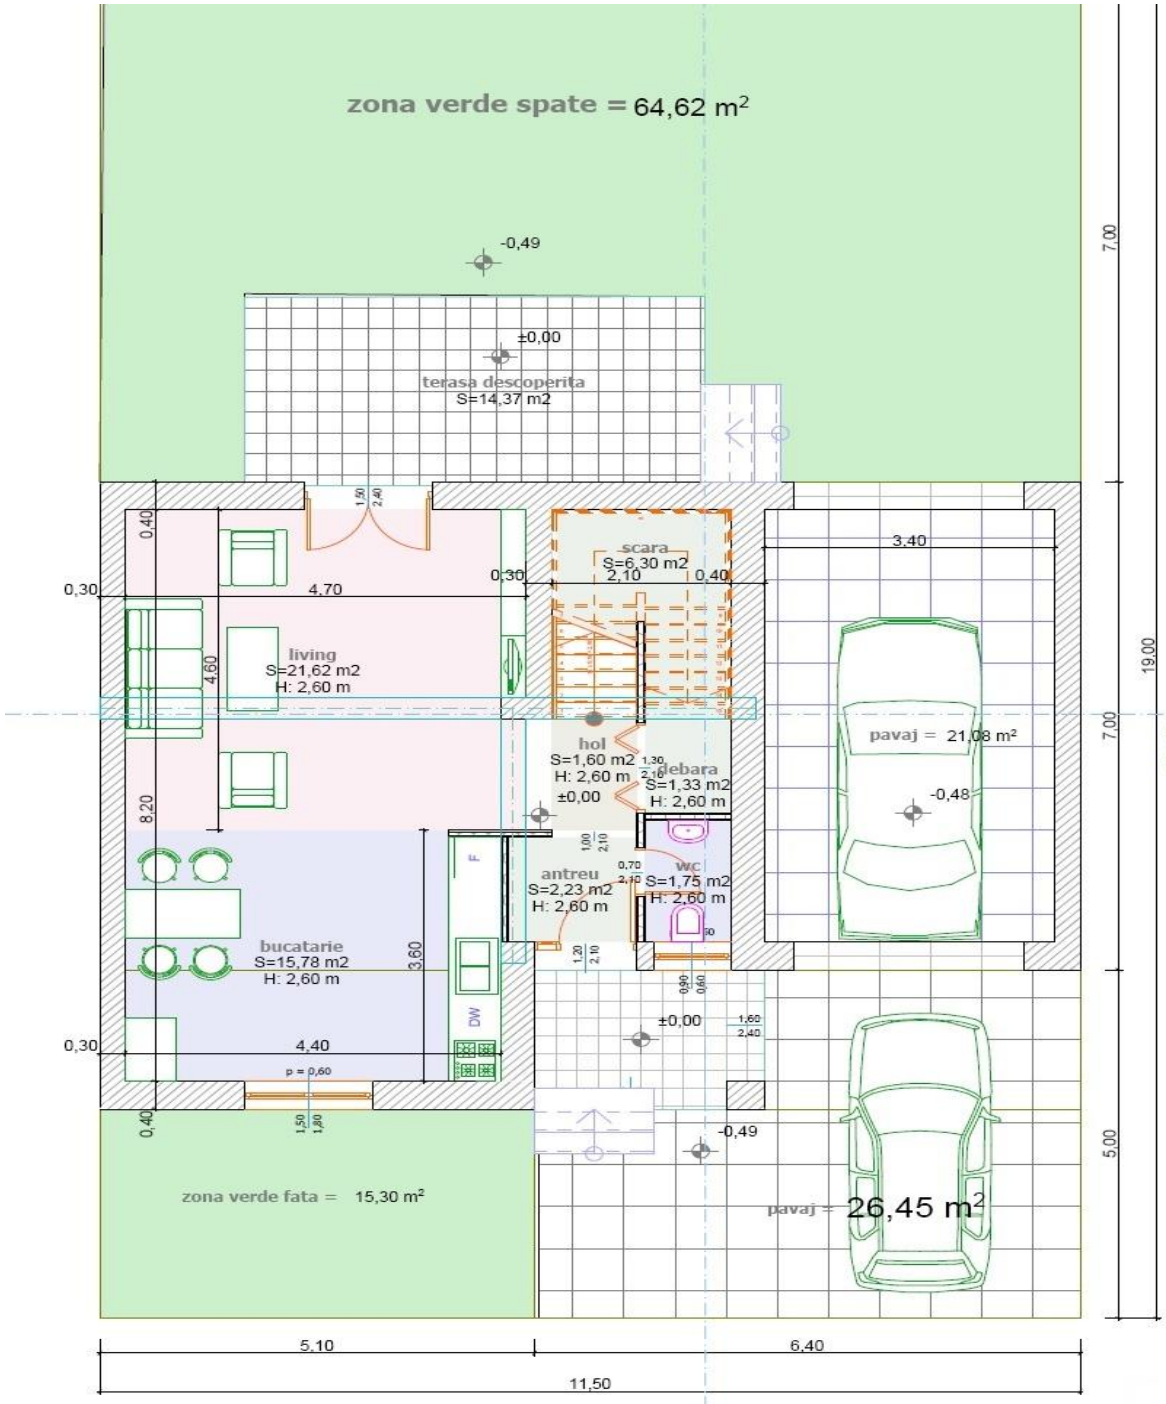 zona verde spate = 64,62 m²
-0,49
7,00
±0,00
terasa descoperita
S=14,37 m2
1,50
2,40
0,40
3,40
scara
S=6,30 m2
0,30
4,70
0,30
2,10
0,40
living
S=21,62 m2
H: 2,60 m
4,60
19,00
7,00
pavaj = 21,08 m²
hol
S=1,60 m2
H: 2,60 m
±0,00
1,30
2,10
debara
S=1,33 m2
H: 2,60 m
-0,48
8,20
1,00
2,10
F
antreu
S=2,23 m2
H: 2,60 m
0,70
2,10
wc
S=1,75 m2
H: 2,60 m
bucatarie
S=15,78 m2
H: 2,60 m
3,60
1,20
2,10
0,90
0,60
DW
±0,00
1,60
2,40
0,30
4,40
p = 0,60
1,50
1,80
0,40
-0,49
5,00
zona verde fata = 15,30 m²
pavaj = 26,45 m²
5,10
6,40
11,50